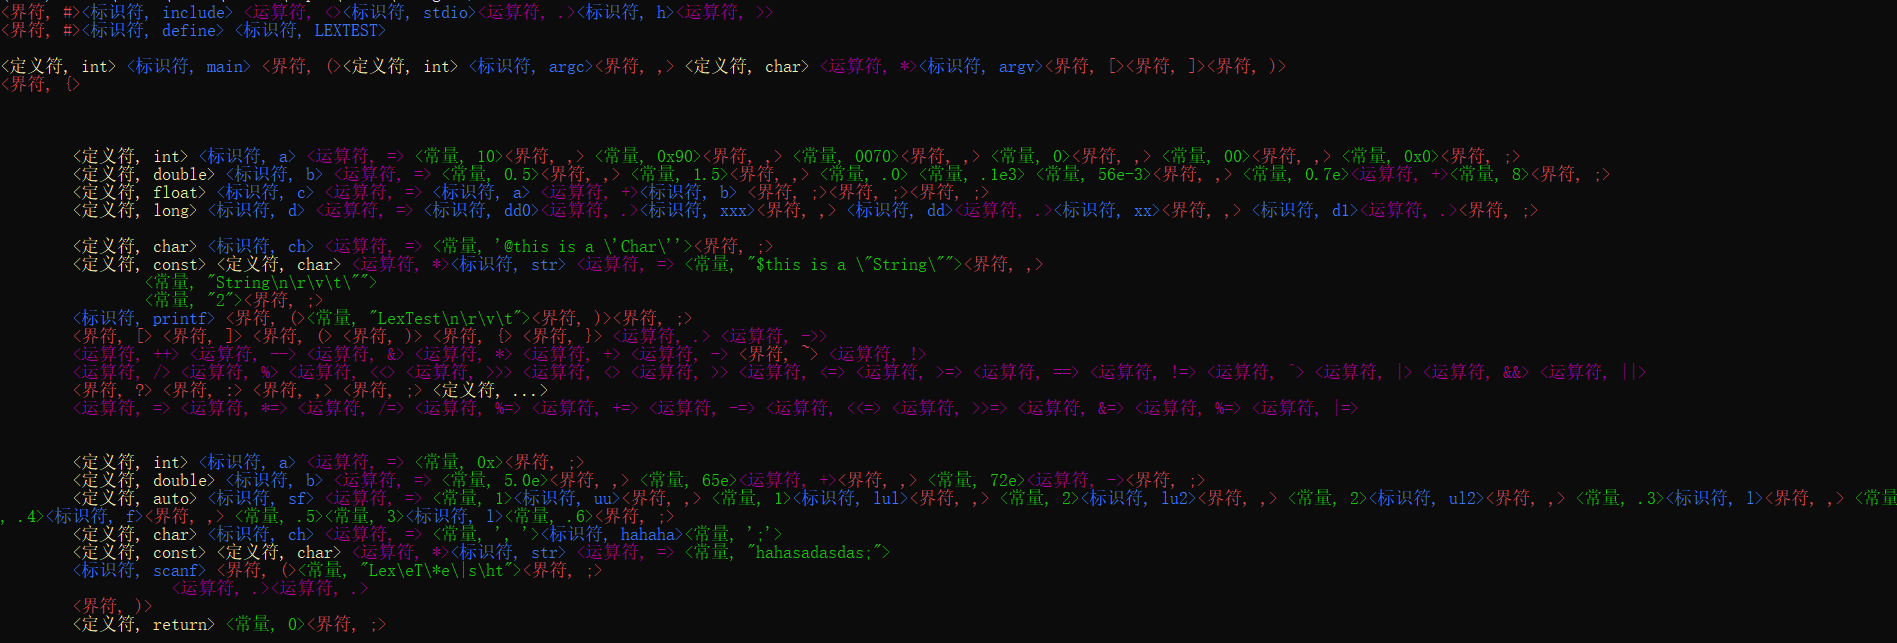 <界符, #><标识符, include> <运算符, <><标识符, stdio><运算符, .><标识符, h><运算符, >>
<界符, #><标识符, define> <标识符, LEXTEST>
<定义符, int> <标识符, main> <界符, (><定义符, int> <标识符, argc><界符, ,> <定义符, char> <运算符, *><标识符, argv><界符, [><界符, ]><界符, )>
<界符, {>
<定义符, int> <标识符, a> <运算符, => <常量, 10><界符, ,> <常量, 0x90><界符, ,> <常量, 0070><界符, ,> <常量, 0><界符, ,> <常量, 00><界符, ,> <常量, 0x0><界符, ;>
<定义符, double> <标识符, b> <运算符, => <常量, 0.5><界符, ,> <常量, 1.5><界符, ,> <常量, .0> <常量, .1e3> <常量, 56e-3><界符, ,> <常量, 0.7e><运算符, +><常量, 8><界符, ;>
<定义符, float> <标识符, c> <运算符, => <标识符, a> <运算符, +><标识符, b> <界符, ;><界符, ;><界符, ;>
<定义符, long> <标识符, d> <运算符, => <标识符, dd0><运算符, .><标识符, xxx><界符, ,> <标识符, dd><运算符, .><标识符, xx><界符, ,> <标识符, d1><运算符, .><界符, ;>
<定义符, char> <标识符, ch> <运算符, => <常量, '@this is a \'Char\''><界符, ;>
<定义符, const> <定义符, char> <运算符, *><标识符, str> <运算符, => <常量, "$this is a \"String\""><界符, ,>
<常量, "String\n\r\v\t\"">
<常量, "2"><界符, ;>
<标识符, printf> <界符, (><常量, "LexTest\n\r\v\t"><界符, )><界符, ;>
<界符, [> <界符, ]> <界符, (> <界符, )> <界符, {> <界符, }> <运算符, .> <运算符, ->>
<运算符, ++> <运算符, --> <运算符, &> <运算符, *> <运算符, +> <运算符, -> <界符, ~> <运算符, !>
<运算符, /> <运算符, %> <运算符, <<> <运算符, >>> <运算符, <> <运算符, >> <运算符, <=> <运算符, >=> <运算符, ==> <运算符, !=> <运算符, ^> <运算符, |> <运算符, &&> <运算符, ||>
<界符, ?> <界符, :> <界符, ,> <界符, ;> <定义符, ...>
<运算符, => <运算符, *=> <运算符, /=> <运算符, %=> <运算符, +=> <运算符, -=> <运算符, <<=> <运算符, >>=> <运算符, &=> <运算符, %=> <运算符, |=>
<定义符, int> <标识符, a> <运算符, => <常量, 0x><界符, ;>
<定义符, double> <标识符, b> <运算符, => <常量, 5.0e><界符, ,> <常量, 65e><运算符, +><界符, ,> <常量, 72e><运算符, -><界符, ;>
<定义符, auto> <标识符, sf> <运算符, => <常量, 1><标识符, uu><界符, ,> <常量, 1><标识符, lul><界符, ,> <常量, 2><标识符, lu2><界符, ,> <常量, 2><标识符, ul2><界符, ,> <常量, .3><标识符, l><界符, ,> <常量
, .4><标识符, f><界符, ,> <常量, .5><常量, 3><标识符, l><常量, .6><界符, ;>
<定义符, char> <标识符, ch> <运算符, => <常量, ', '><标识符, hahaha><常量, ';'>
<定义符, const> <定义符, char> <运算符, *><标识符, str> <运算符, => <常量, "hahasadasdas;">
<标识符, scanf> <界符, (><常量, "Lex\eT\*e\|s\ht"><界符, ;>
<运算符, .><运算符, .>
<界符, )>
<定义符, return> <常量, 0><界符, ;>